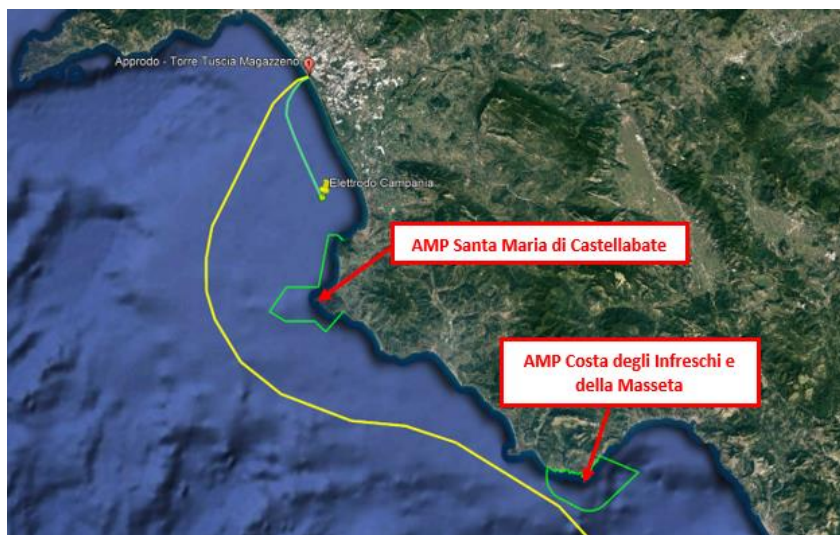 Approdo - Torre Tuscia Magazzeno
Elettrodo Campania
AMP Santa Maria di Castellabate
AMP Costa degli Infreschi e
della Masseta